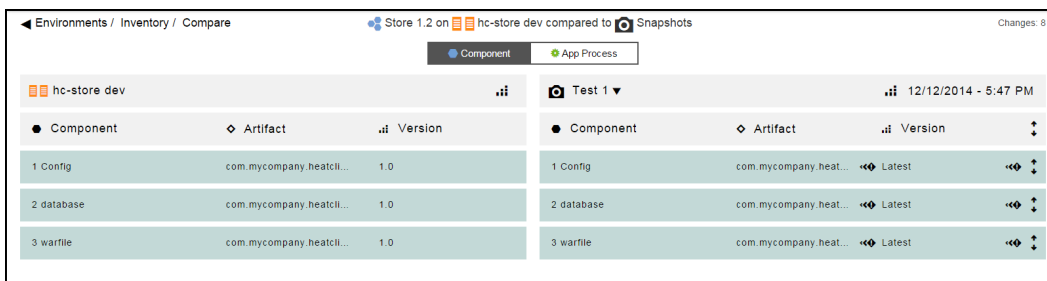 Environments / Inventory / Compare
Store 1.2 on hc-store dev compared to Snapshots
Changes: 8
Component App Process
hc-store dev
Test 1 12/12/2014 - 5:47 PM
Component Artifact Version
Component Artifact Version
1 Config com.mycompany.heatcli... 1.0
1 Config com.mycompany.heat... Latest
2 database com.mycompany.heatcli... 1.0
2 database com.mycompany.heat... Latest
3 warfile com.mycompany.heatcli... 1.0
3 warfile com.mycompany.heat... Latest